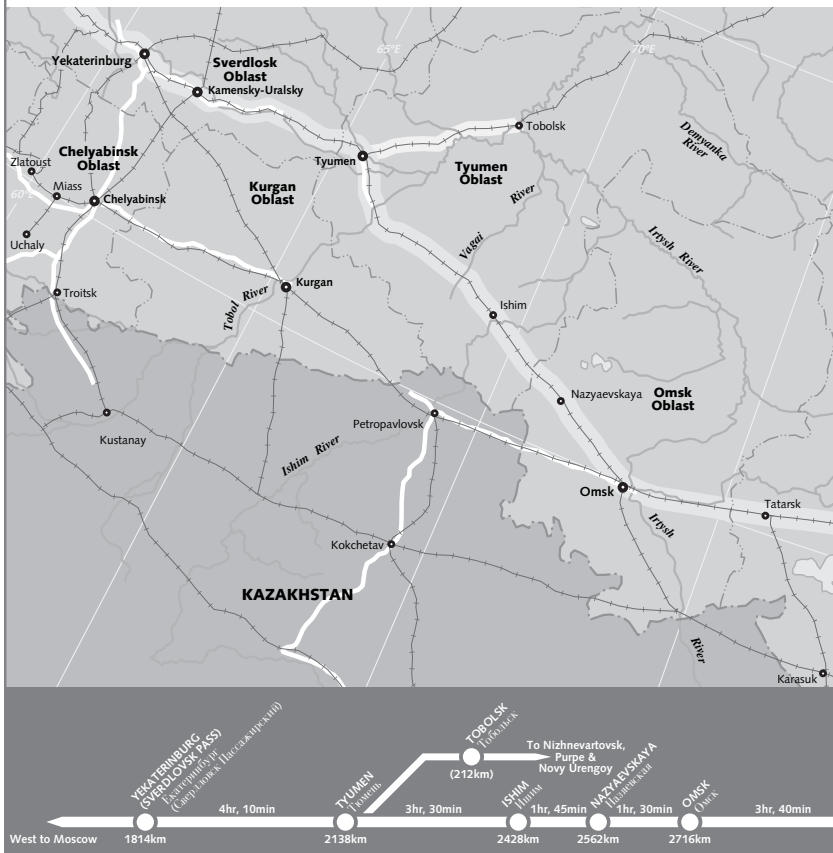 65°E
70°E
Yekaterinburg
Sverdlosk
Oblast
Kamensky-Uralsky
Tobolsk
Demyanka
River
Chelyabinsk
Oblast
Zlatoust
Tyumen
Tyumen
Oblast
Miass
60°E
Chelyabinsk
Kurgan
Oblast
River
Vagai
Irtysh River
Uchaly
Troitsk
Kurgan
Tobol River
Ishim
Nazyaevskaya
Omsk
Oblast
Kustanay
Petropavlovsk
Ishim River
Omsk
Tatarsk
Irtysh
Kokchetav
KAZAKHSTAN
River
Karasuk
YEKATERINBURG
(SVERDLOVSK PASS)
Екатеринбург
(Свердловск Пассажирский)
TOBOLSK
Тобольск
To Nizhnevartovsk,
Purpe &
Novy Urengoy
(212km)
TYUMEN
Тюмень
ISHIM
Ишим
NAZYAEVSKAYA
OMSK
Омск
4hr, 10min
3hr, 30min
1hr, 45min
1hr, 30min
3hr, 40min
West to Moscow
1814km
2138km
2428km
2562km
2716km